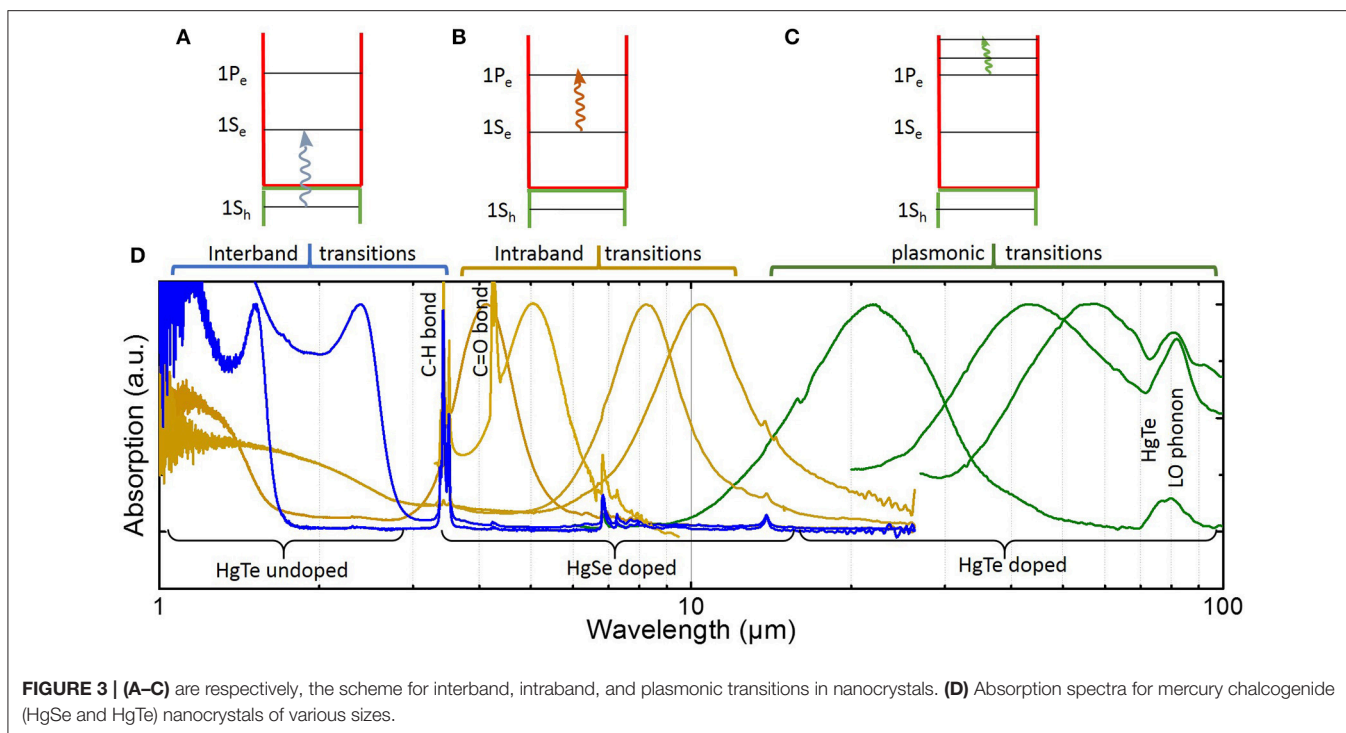 A
B
C
1Pe
1Se
1Sh
1Pe
1Se
1Sh
1Pe
1Se
1Sh
D
Interband transitions
Intraband transitions
plasmonic transitions
C-H bond
C=O bond
HgTe
LO phonon
Absorption (a.u.)
HgTe undoped
HgSe doped
HgTe doped
1
10
100
Wavelength (µm)
FIGURE 3 | (A–C) are respectively, the scheme for interband, intraband, and plasmonic transitions in nanocrystals. (D) Absorption spectra for mercury chalcogenide
(HgSe and HgTe) nanocrystals of various sizes.